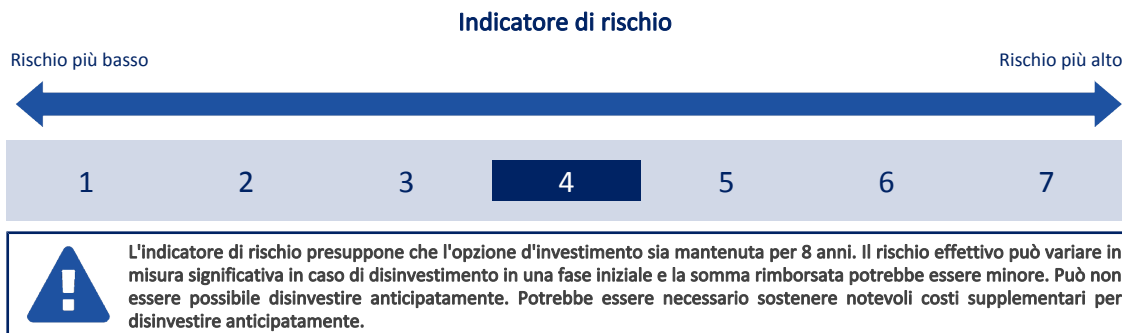 Indicatore di rischio
Rischio più basso
Rischio più alto
1 2 3 4 5 6 7
L'indicatore di rischio presuppone che l'opzione d'investimento sia mantenuta per 8 anni. Il rischio effettivo può variare in
misura significativa in caso di disinvestimento in una fase iniziale e la somma rimborsata potrebbe essere minore. Può non
essere possibile disinvestire anticipatamente. Potrebbe essere necessario sostenere notevoli costi supplementari per
disinvestire anticipatamente.